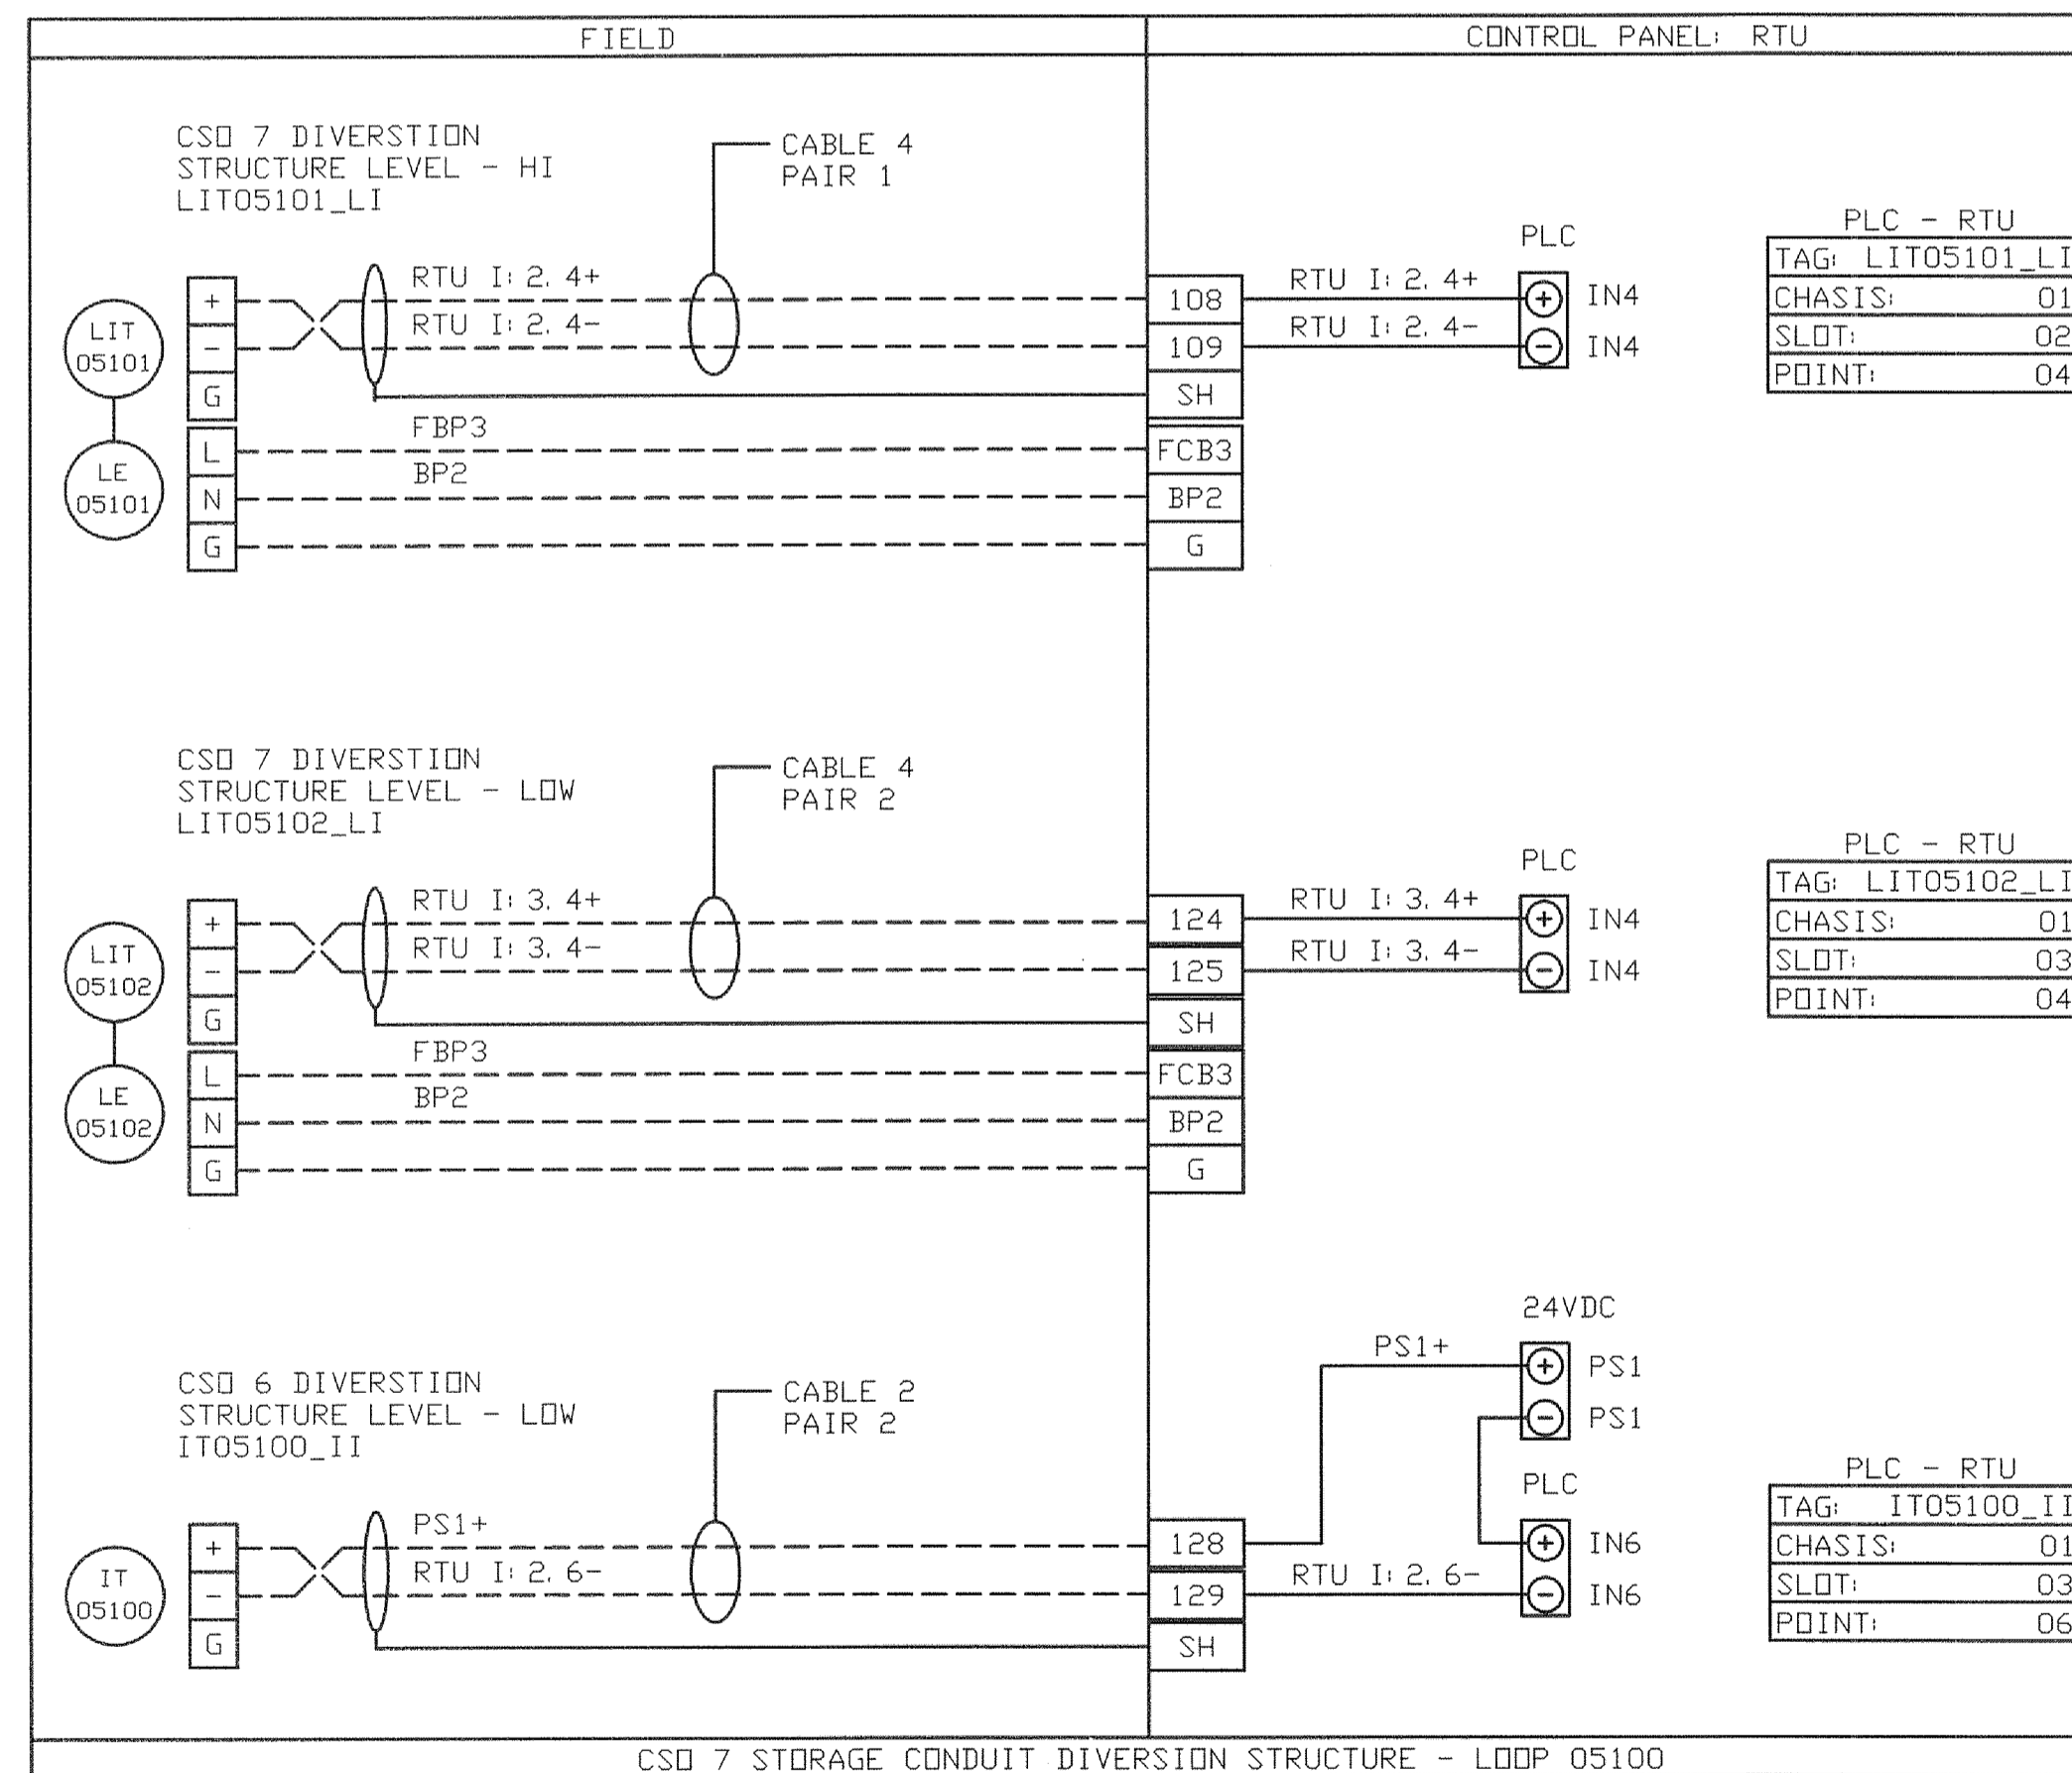 FIELD
CONTROL PANEL: RTU
CSO 7 DIVERSTION
STRUCTURE LEVEL - HI
LIT05101_LI
CABLE 4
PAIR 1
LIT
05101
LE
05101
+
-
G
L
N
G
RTU I:2.4+
RTU I:2.4-
FBP3
BP2
108
109
SH
FCB3
BP2
G
RTU I:2.4+
RTU I:2.4-
PLC
+ IN4
- IN4
PLC - RTU
TAG: LIT05101_LI
CHASIS: 01
SLOT: 02
POINT: 04
CSO 7 DIVERSTION
STRUCTURE LEVEL - LOW
LIT05102_LI
CABLE 4
PAIR 2
LIT
05102
LE
05102
+
-
G
L
N
G
RTU I:3.4+
RTU I:3.4-
FBP3
BP2
124
125
SH
FCB3
BP2
G
RTU I:3.4+
RTU I:3.4-
PLC
+ IN4
- IN4
PLC - RTU
TAG: LIT05102_LI
CHASIS: 01
SLOT: 03
POINT: 04
CSO 6 DIVERSTION
STRUCTURE LEVEL - LOW
IT05100_II
CABLE 2
PAIR 2
IT
05100
+
-
G
PS1+
RTU I:2.6-
128
129
SH
PS1+
RTU I:2.6-
24VDC
+ PS1
- PS1
PLC
+ IN6
- IN6
PLC - RTU
TAG: IT05100_II
CHASIS: 01
SLOT: 03
POINT: 06
CSO 7 STORAGE CONDUIT DIVERSION STRUCTURE - LOOP 05100